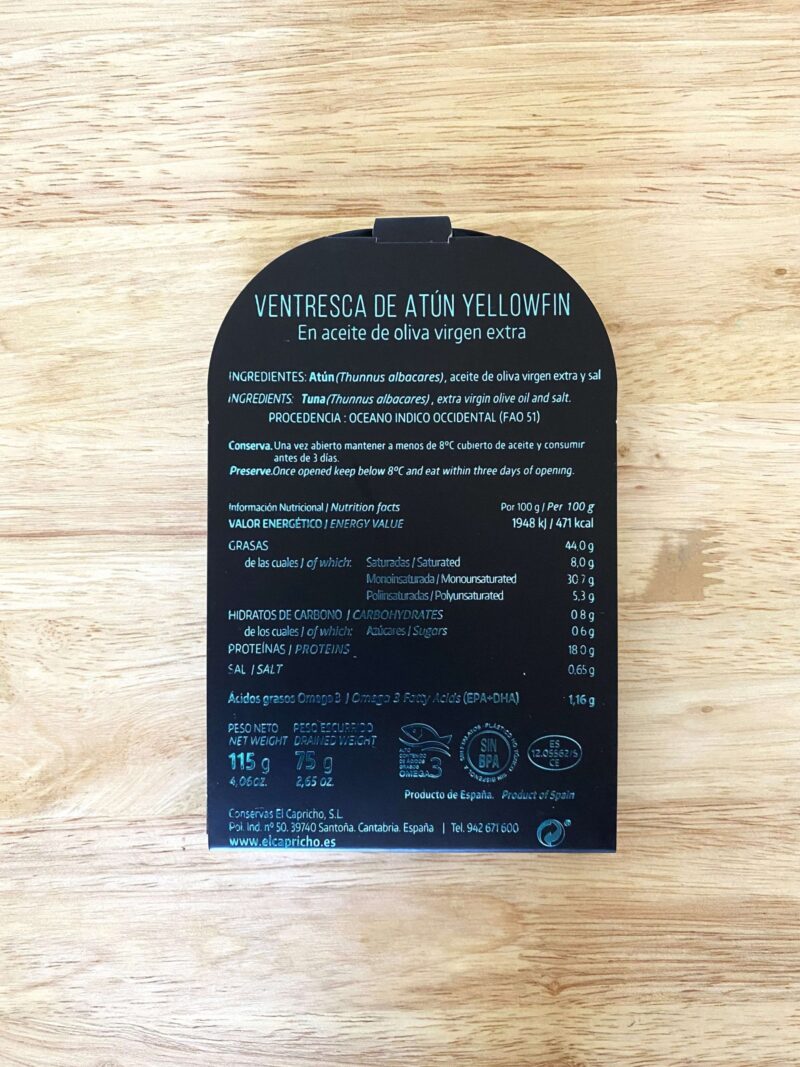 VENTRESCA DE ATÚN YELLOWFIN
En aceite de oliva virgen extra
INGREDIENTES: Atún (Thunnus albacares), aceite de oliva virgen extra y sal
INGREDIENTS: Tuna (Thunnus albacares), extra virgin olive oil and salt.
PROCEDENCIA : OCEANO INDICO OCCIDENTAL (FAO 51)
Conserva. Una vez abierto mantener a menos de 8ºC cubierto de aceite y consumir
antes de 3 días.
Preserve. Once opened keep below 8ºC and eat within three days of opening.
Información Nutricional / Nutrition facts Por 100 g / Per 100 g
VALOR ENERGÉTICO / ENERGY VALUE 1948 kJ / 471 kcal
GRASAS 44,0 g
de las cuales / of which: Saturadas / Saturated 8,0 g
Monoinsaturada / Monounsaturated 30,7 g
Poliinsaturadas / Polyunsaturated 5,3 g
HIDRATOS DE CARBONO / CARBOHYDRATES 0,8 g
de los cuales / of which: Azúcares / Sugars 0,6 g
PROTEÍNAS / PROTEINS 18,0 g
SAL / SALT 0,65 g
Ácidos grasos Omega 3 / Omega 3 Fatty Acids (EPA+DHA) 1,16 g
PESO NETO PESO ESCURRIDO
NET WEIGHT DRAINED WEIGHT
115 g 75 g
4,06 OZ. 2,65 OZ.
ALTO
CONTENIDO
DE ÁCIDOS
GRASOS
OMEGA 3
SIN
BPA
ES
12.05562/S
CE
Producto de España. Product of Spain
Conservas El Capricho, S.L.
Pol. Ind. nº 50. 39740 Santoña. Cantabria. España | Tel. 942 671 600
www.elcapricho.es